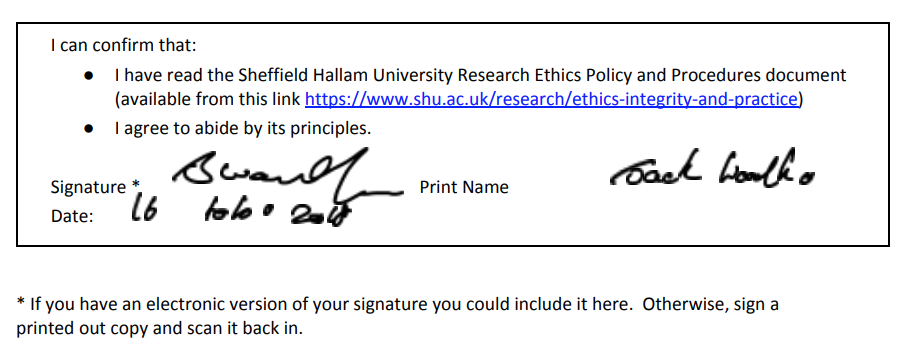 I can confirm that:
● I have read the Sheffield Hallam University Research Ethics Policy and Procedures document
(available from this link https://www.shu.ac.uk/research/ethics-integrity-and-practice)
● I agree to abide by its principles.
Signature * Print Name
Date: 16
* If you have an electronic version of your signature you could include it here. Otherwise, sign a
printed out copy and scan it back in.